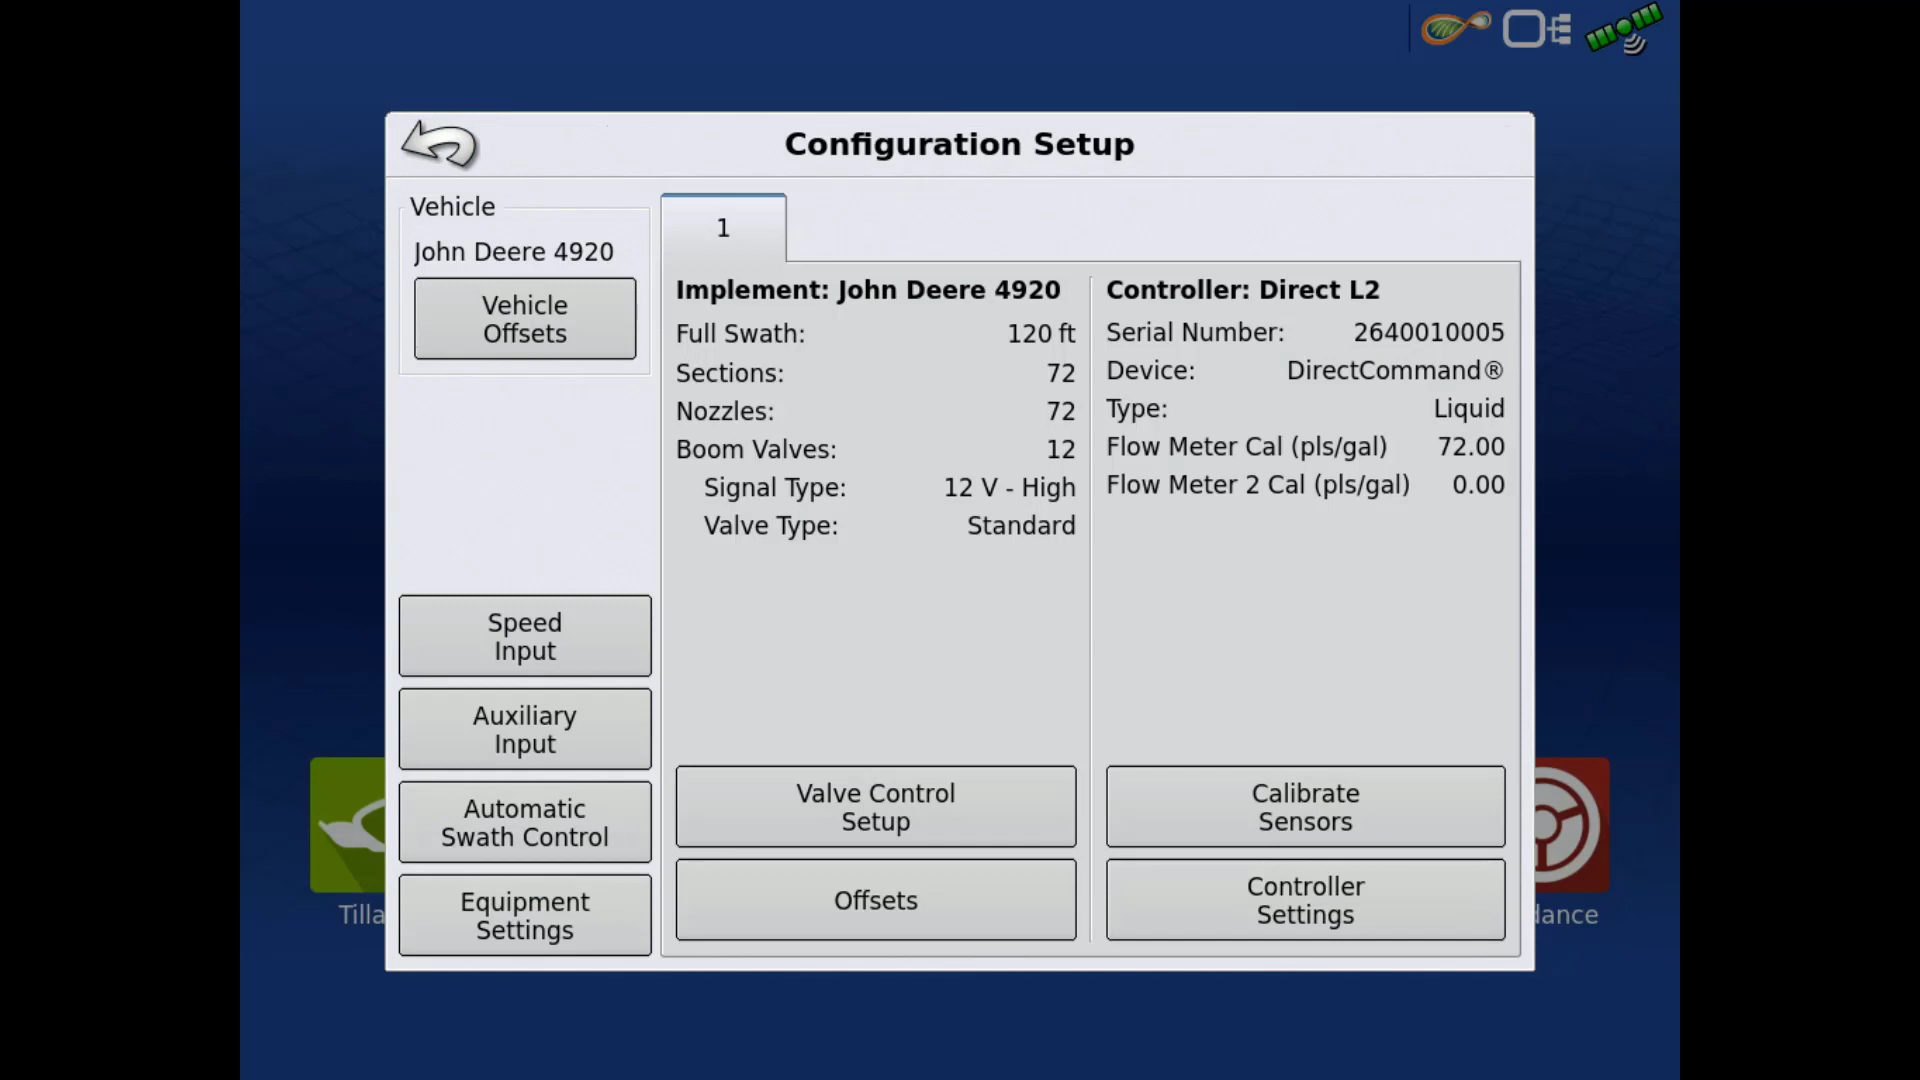 Configuration Setup
Vehicle
John Deere 4920
Vehicle
Offsets
Speed
Input
Auxiliary
Input
Automatic
Swath Control
Equipment
Settings
1
Implement: John Deere 4920
Full Swath: 120 ft
Sections: 72
Nozzles: 72
Boom Valves: 12
Signal Type: 12 V - High
Valve Type: Standard
Valve Control
Setup
Offsets
Controller: Direct L2
Serial Number: 2640010005
Device: DirectCommand®
Type: Liquid
Flow Meter Cal (pls/gal) 72.00
Flow Meter 2 Cal (pls/gal) 0.00
Calibrate
Sensors
Controller
Settings
Tilla
dance